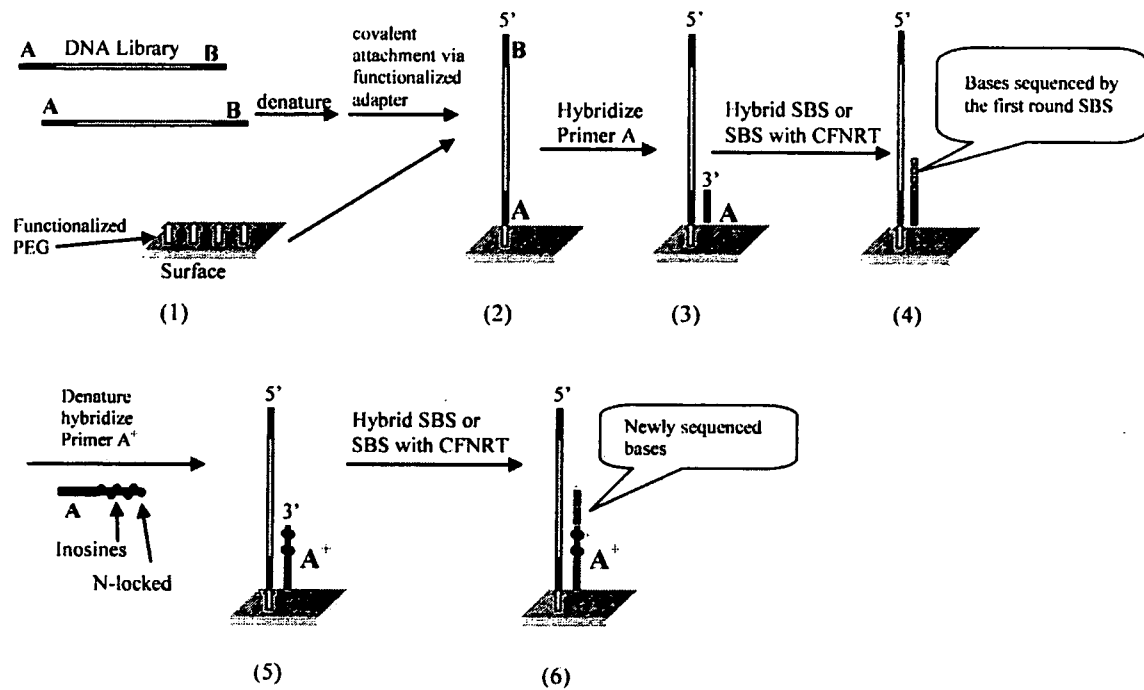 A DNA Library B
A B
denature
covalent
attachment via
functionalized
adapter
Functionalized
PEG
Surface
(1)
5'
B
A
(2)
Hybridize
Primer A
5'
3'
A
(3)
Hybrid SBS or
SBS with CFNRT
5'
(4)
Bases sequenced by
the first round SBS
Denature
hybridize
Primer A⁺
A
Inosines
N-locked
5'
3'
A⁺
(5)
Hybrid SBS or
SBS with CFNRT
5'
A⁺
(6)
Newly sequenced
bases